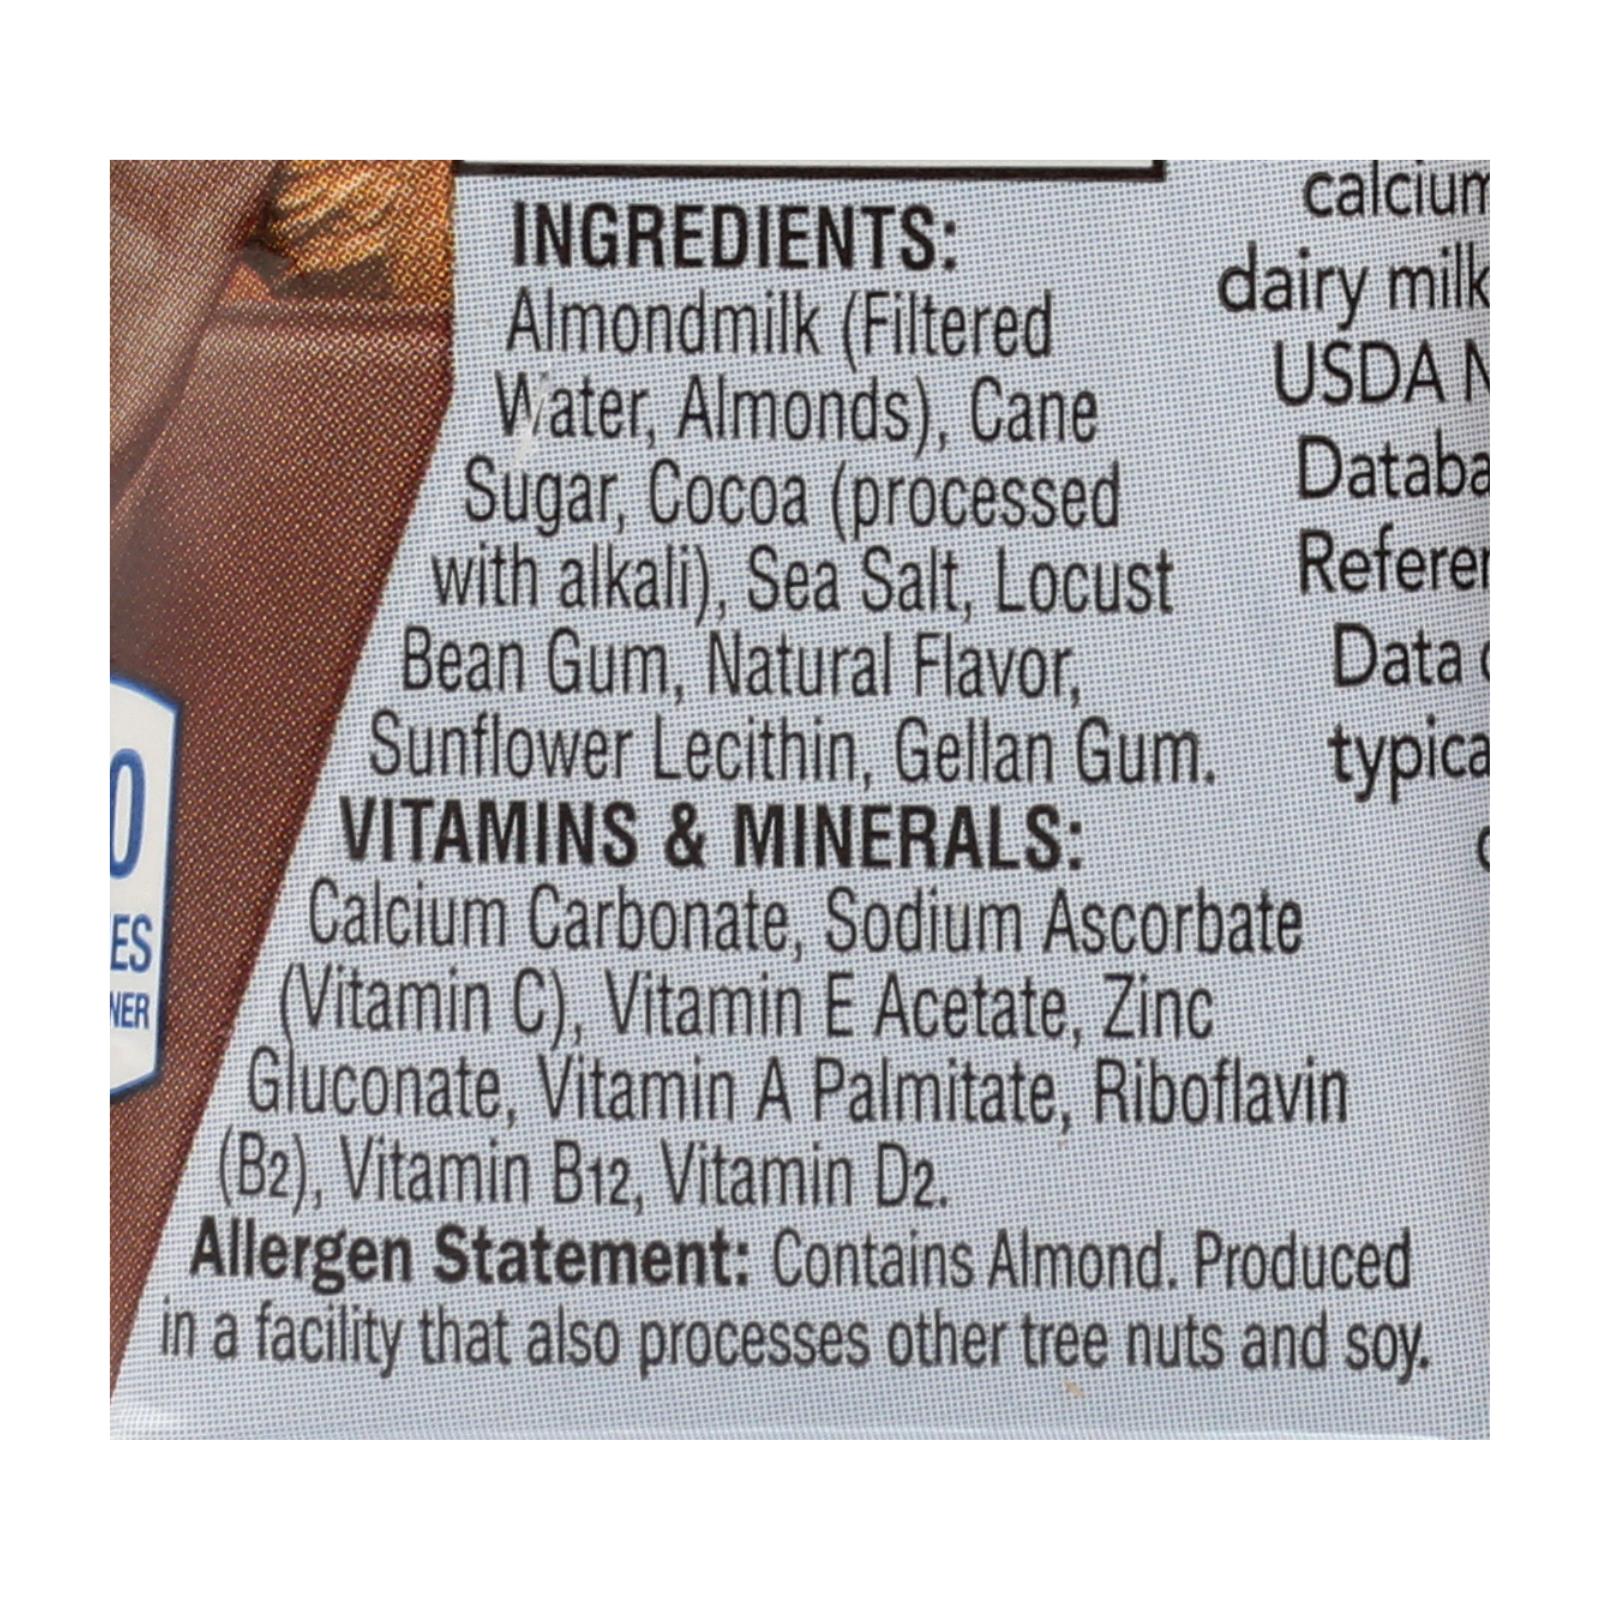 INGREDIENTS:
Almondmilk (Filtered
Water, Almonds), Cane
Sugar, Cocoa (processed
with alkali), Sea Salt, Locust
Bean Gum, Natural Flavor,
Sunflower Lecithin, Gellan Gum.
VITAMINS & MINERALS:
Calcium Carbonate, Sodium Ascorbate
(Vitamin C), Vitamin E Acetate, Zinc
Gluconate, Vitamin A Palmitate, Riboflavin
(B2), Vitamin B12, Vitamin D2.
Allergen Statement: Contains Almond. Produced
in a facility that also processes other tree nuts and soy.
calcium
dairy milk
USDA
Data